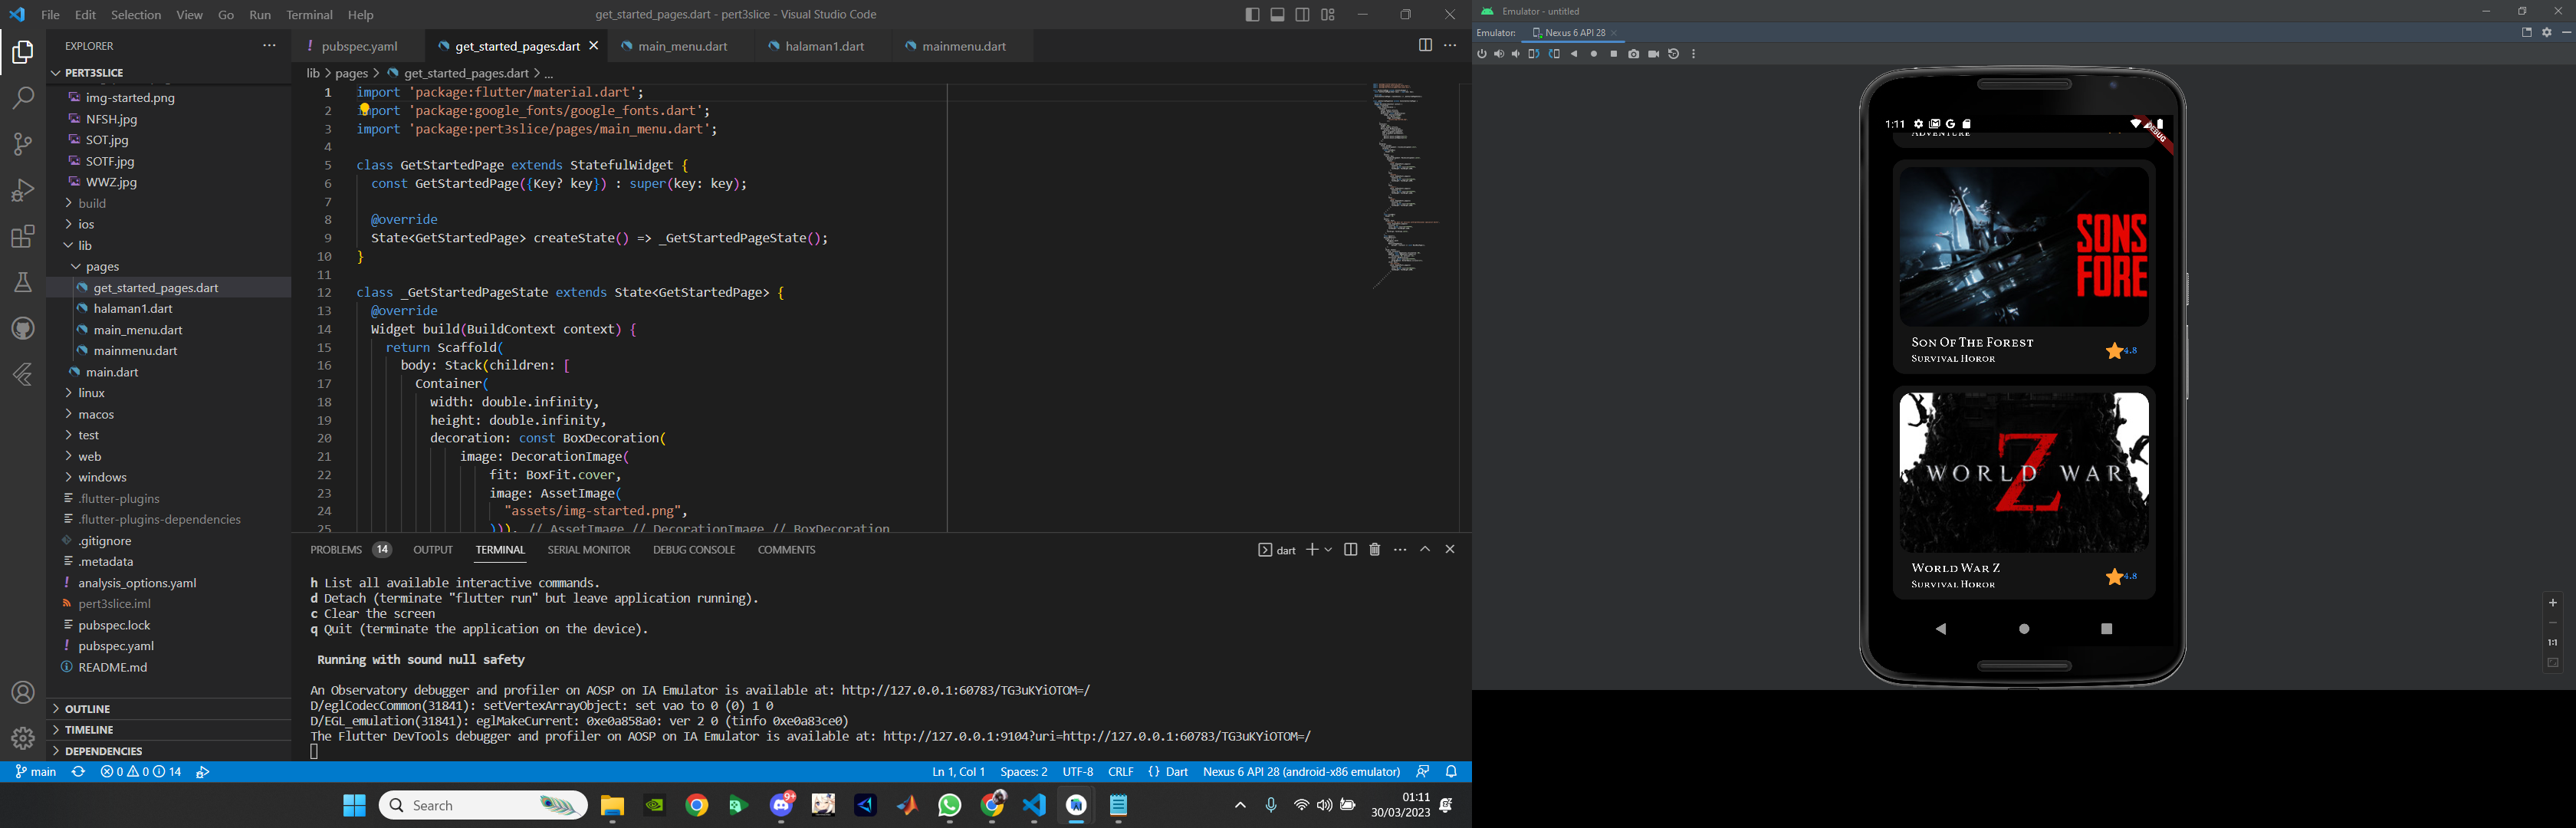 File Edit Selection View Go Run Terminal Help
get_started_pages.dart - pert3slice - Visual Studio Code
EXPLORER
PERT3SLICE
img-started.png
NFSH.jpg
SOT.jpg
SOTF.jpg
WWZ.jpg
build
ios
lib
pages
get_started_pages.dart
halaman1.dart
main_menu.dart
mainmenu.dart
main.dart
linux
macos
test
web
windows
.flutter-plugins
.flutter-plugins-dependencies
.gitignore
.metadata
analysis_options.yaml
pert3slice.iml
pubspec.lock
pubspec.yaml
README.md
OUTLINE
TIMELINE
DEPENDENCIES
pubspec.yaml get_started_pages.dart main_menu.dart halaman1.dart mainmenu.dart
lib > pages > get_started_pages.dart > ...
1 import 'package:flutter/material.dart';
2 import 'package:google_fonts/google_fonts.dart';
3 import 'package:pert3slice/pages/main_menu.dart';
4
5 class GetStartedPage extends StatefulWidget {
6 const GetStartedPage({Key? key}) : super(key: key);
7
8 @override
9 State<GetStartedPage> createState() => _GetStartedPageState();
10 }
11
12 class _GetStartedPageState extends State<GetStartedPage> {
13 @override
14 Widget build(BuildContext context) {
15 return Scaffold(
16 body: Stack(children: [
17 Container(
18 width: double.infinity,
19 height: double.infinity,
20 decoration: const BoxDecoration(
21 image: DecorationImage(
22 fit: BoxFit.cover,
23 image: AssetImage(
24 "assets/img-started.png",
25 ))), // AssetImage // DecorationImage // BoxDecoration
PROBLEMS 14 OUTPUT TERMINAL SERIAL MONITOR DEBUG CONSOLE COMMENTS
dart
h List all available interactive commands.
d Detach (terminate "flutter run" but leave application running).
c Clear the screen
q Quit (terminate the application on the device).
Running with sound null safety
An Observatory debugger and profiler on AOSP on IA Emulator is available at: http://127.0.0.1:60783/TG3uKYiOTOM=/
D/eglCodecCommon(31841): setVertexArrayObject: set vao to 0 (0) 1 0
D/EGL_emulation(31841): eglMakeCurrent: 0xe0a858a0: ver 2 0 (tinfo 0xe0a83ce0)
The Flutter DevTools debugger and profiler on AOSP on IA Emulator is available at: http://127.0.0.1:9104?uri=http://127.0.0.1:60783/TG3uKYiOTOM=/
main 0 0 14
Ln 1, Col 1 Spaces: 2 UTF-8 CRLF {} Dart Nexus 6 API 28 (android-x86 emulator)
Search
9+
01:11
30/03/2023
Emulator - untitled
Emulator: Nexus 6 API 28
1:11
DEBUG
ADVENTURE
SONS
FORE
Son Of The Forest
Survival Horor
4.8
WORLD WAR
Z
World War Z
Survival Horor
4.8
1:1